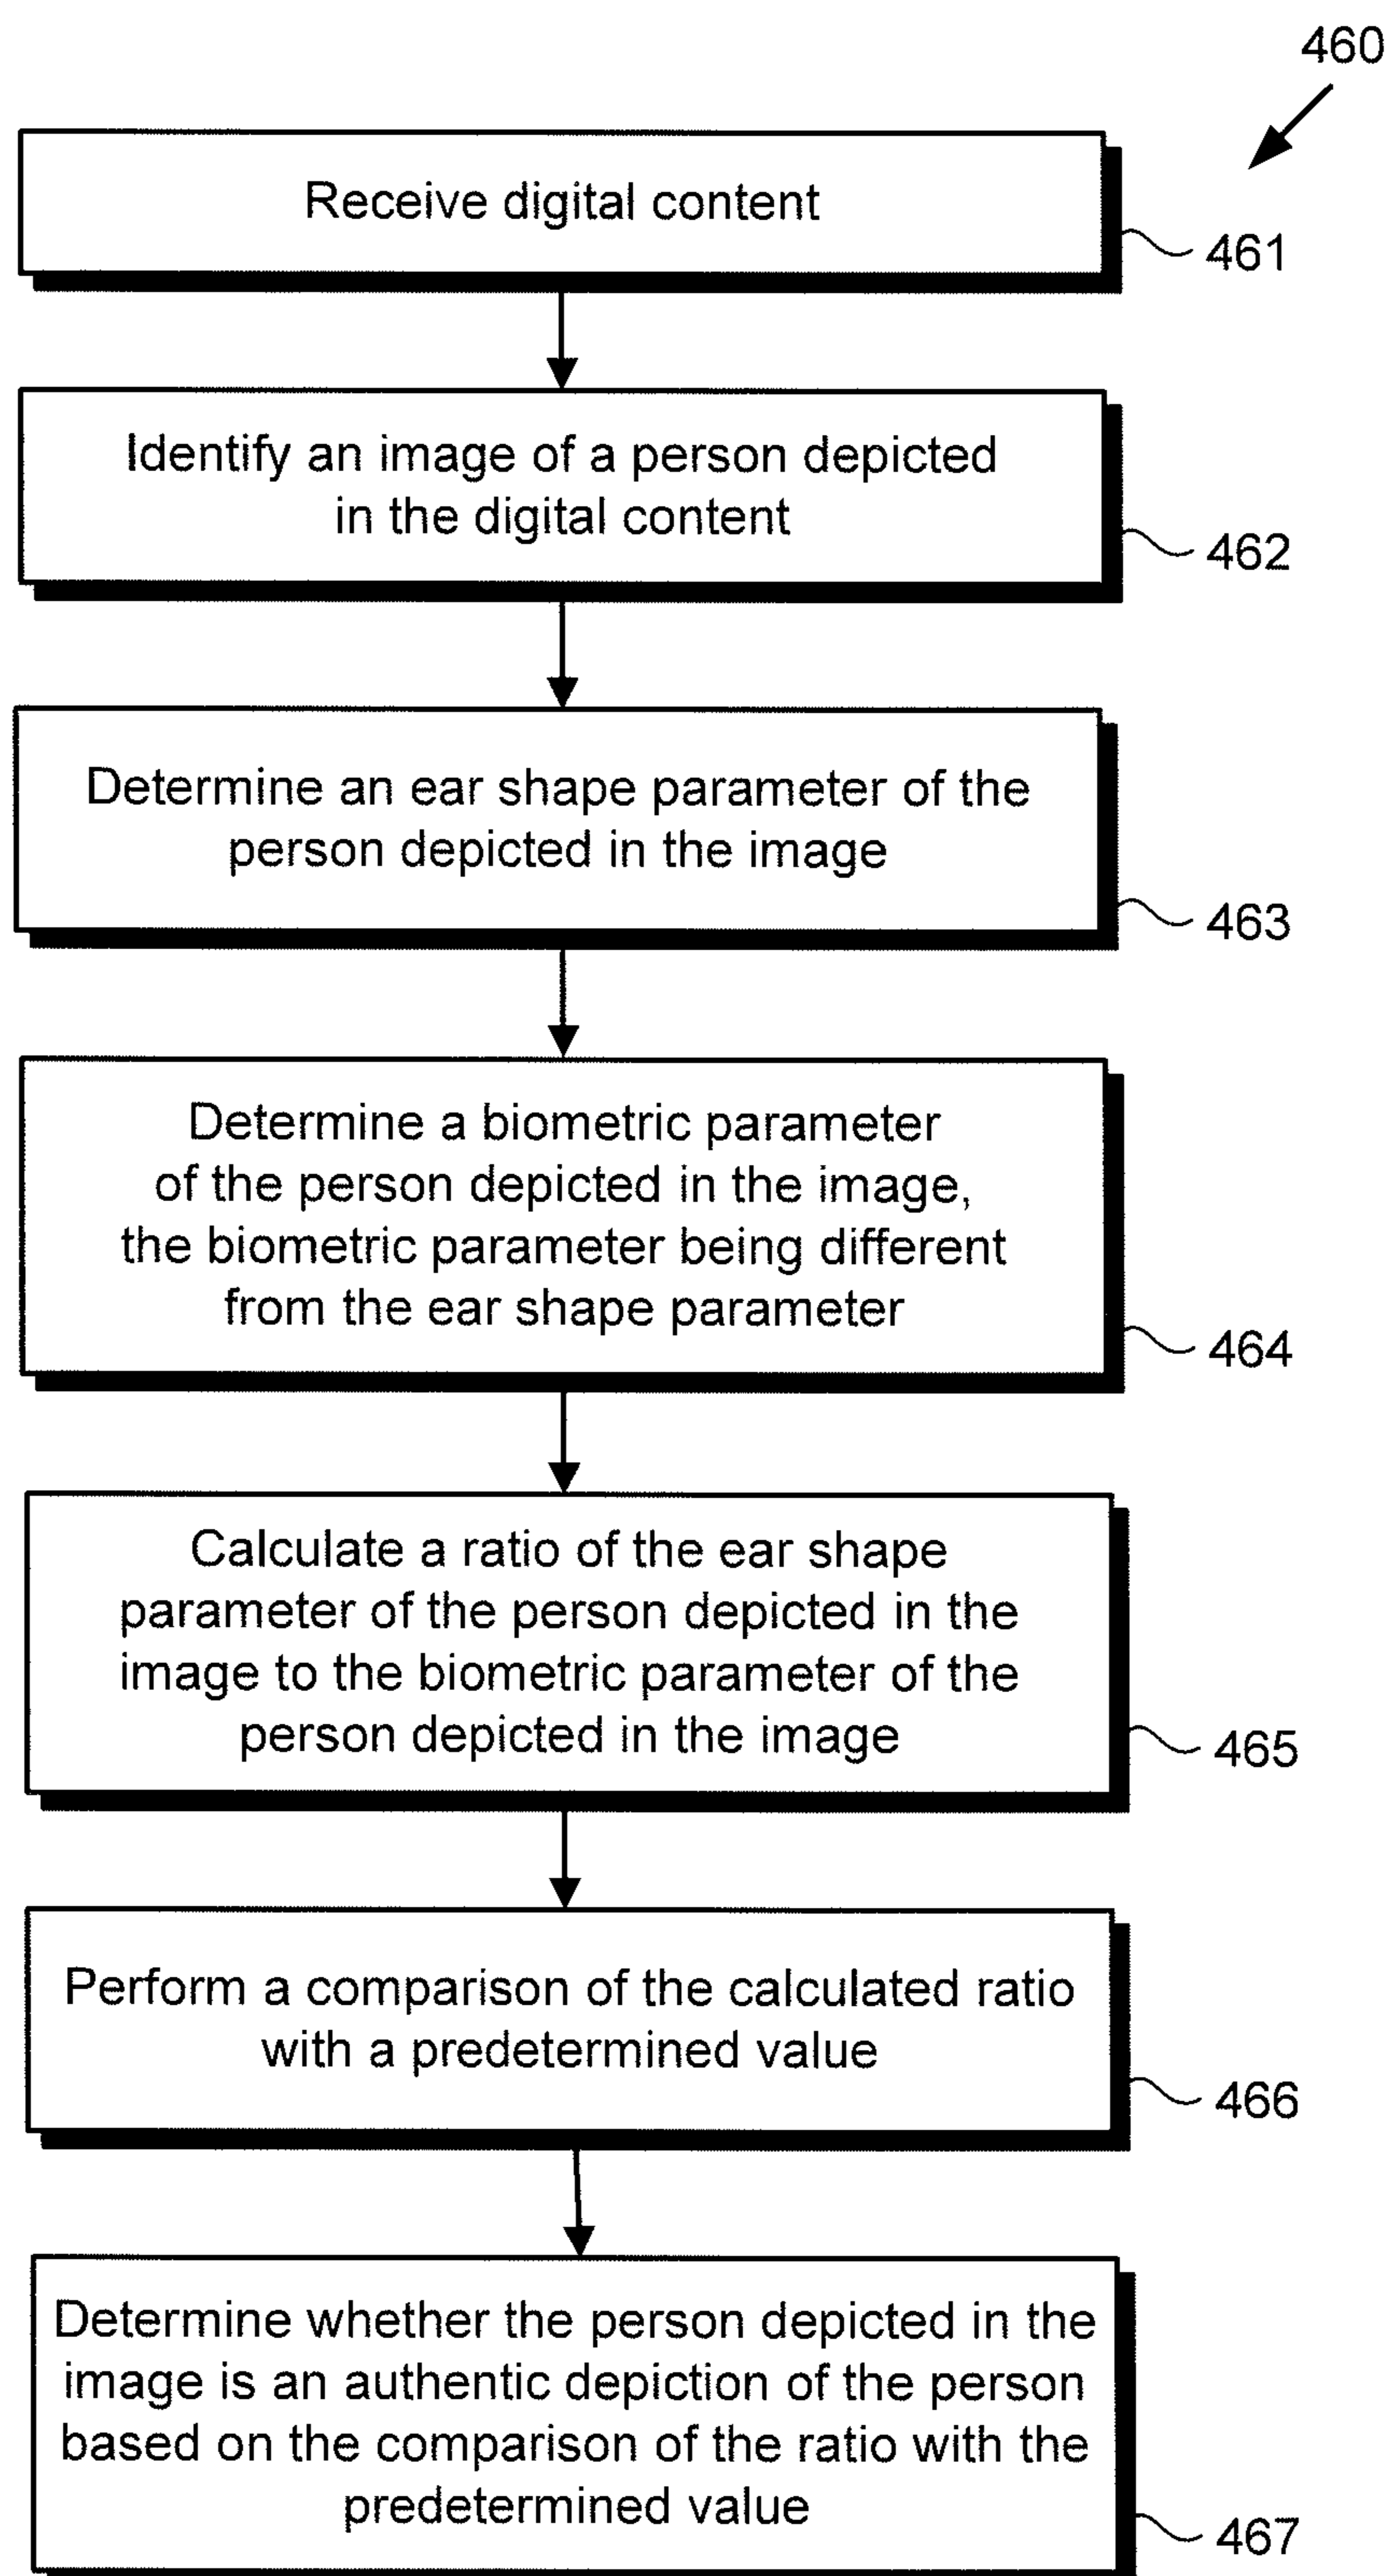 460
Receive digital content
461
Identify an image of a person depicted
in the digital content
462
Determine an ear shape parameter of the
person depicted in the image
463
Determine a biometric parameter
of the person depicted in the image,
the biometric parameter being different
from the ear shape parameter
464
Calculate a ratio of the ear shape
parameter of the person depicted in the
image to the biometric parameter of the
person depicted in the image
465
Perform a comparison of the calculated ratio
with a predetermined value
466
Determine whether the person depicted in the
image is an authentic depiction of the person
based on the comparison of the ratio with the
predetermined value
467